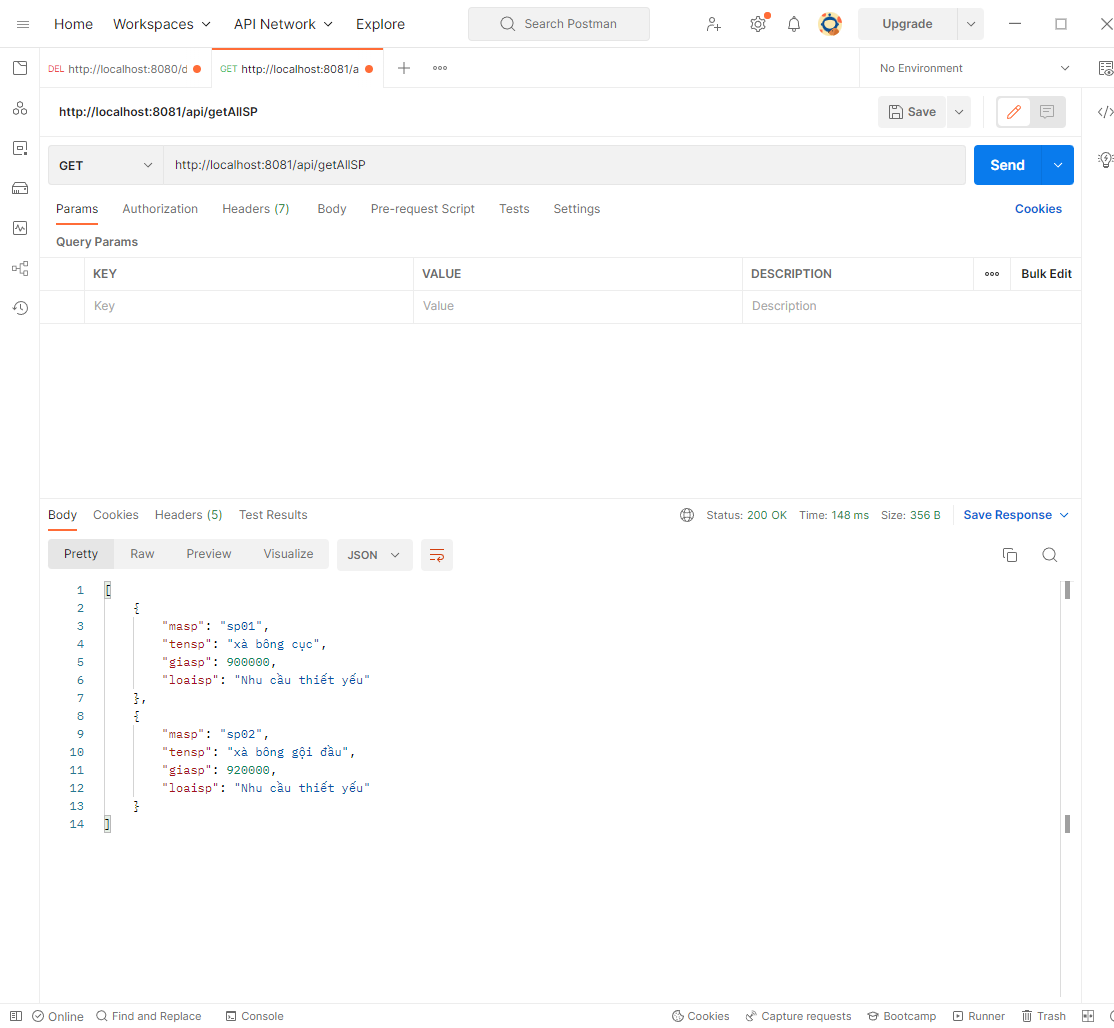 Home Workspaces API Network Explore Search Postman Upgrade
DEL http://localhost:8080/d GET http://localhost:8081/a No Environment
http://localhost:8081/api/getAllSP Save
GET http://localhost:8081/api/getAllSP Send
Params Authorization Headers (7) Body Pre-request Script Tests Settings Cookies
Query Params
KEY VALUE DESCRIPTION Bulk Edit
Key Value Description
Body Cookies Headers (5) Test Results Status: 200 OK Time: 148 ms Size: 356 B Save Response
Pretty Raw Preview Visualize JSON
1 [
2 {
3 "masp": "sp01",
4 "tensp": "xà bông cục",
5 "giasp": 900000,
6 "loaisp": "Nhu cầu thiết yếu"
7 },
8 {
9 "masp": "sp02",
10 "tensp": "xà bông gội đầu",
11 "giasp": 920000,
12 "loaisp": "Nhu cầu thiết yếu"
13 }
14 ]
Online Find and Replace Console Cookies Capture requests Bootcamp Runner Trash